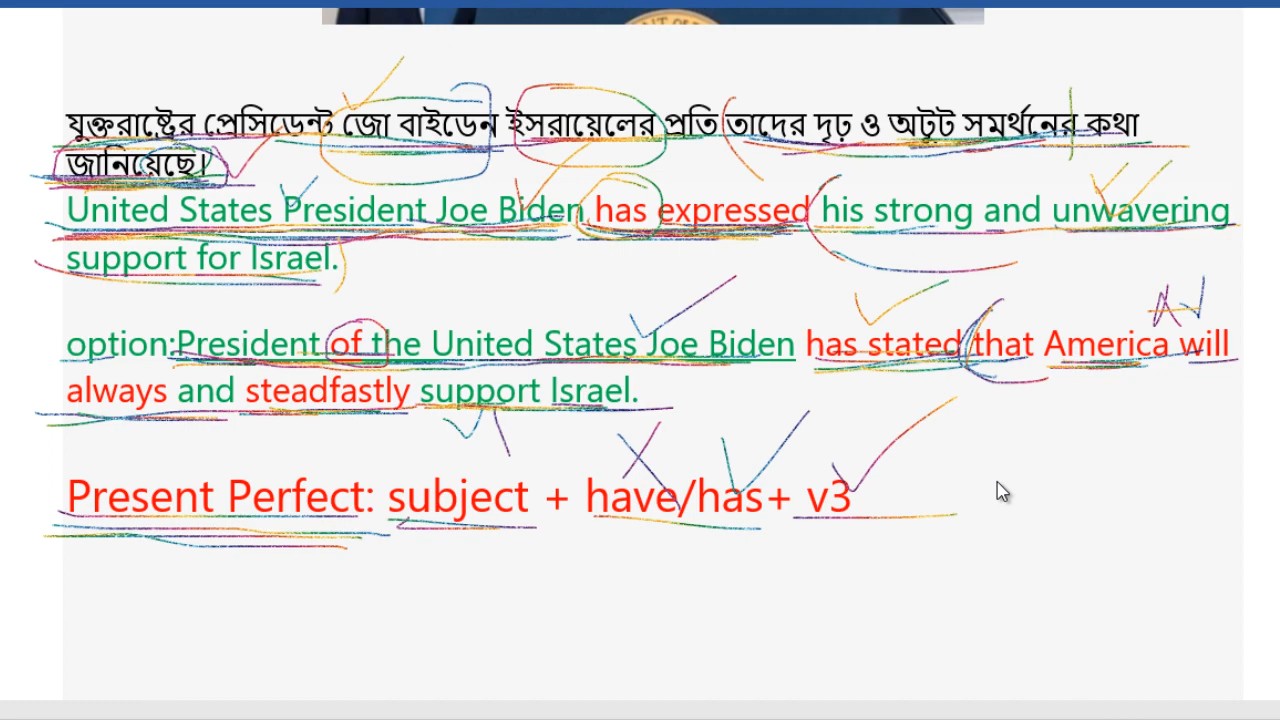 যুক্তরাষ্ট্রের প্রেসিডেন্ট জো বাইডেন ইসরায়েলের প্রতি তাদের দৃঢ় ও অটুট সমর্থনের কথা
জানিয়েছে।
United States President Joe Biden has expressed his strong and unwavering
support for Israel.
option:President of the United States Joe Biden has stated that America will
always and steadfastly support Israel.
Present Perfect: subject + have/has+ v3